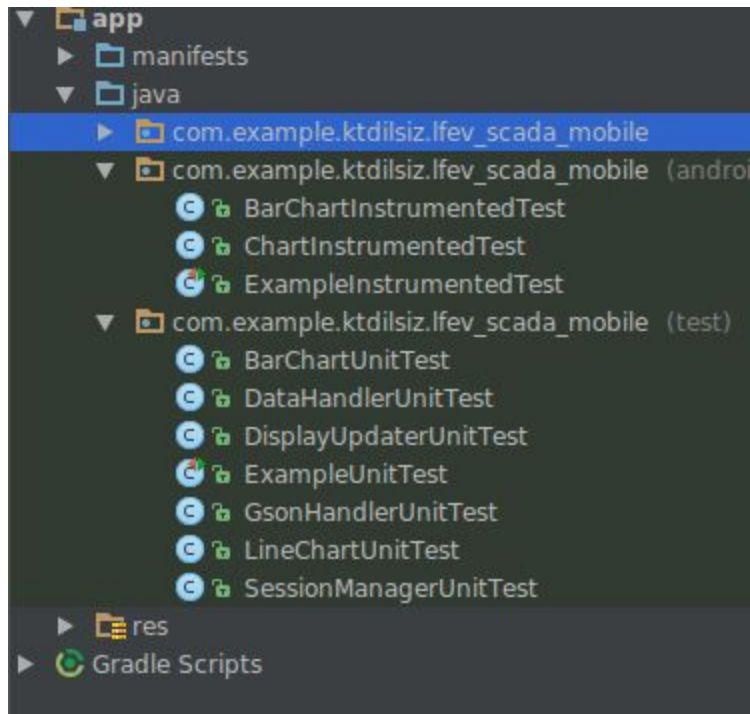 app
manifests
java
com.example.ktdilsiz.lfev_scada_mobile
com.example.ktdilsiz.lfev_scada_mobile (androi
BarChartInstrumentedTest
ChartInstrumentedTest
ExampleInstrumentedTest
com.example.ktdilsiz.lfev_scada_mobile (test)
BarChartUnitTest
DataHandlerUnitTest
DisplayUpdaterUnitTest
ExampleUnitTest
GsonHandlerUnitTest
LineChartUnitTest
SessionManagerUnitTest
res
Gradle Scripts